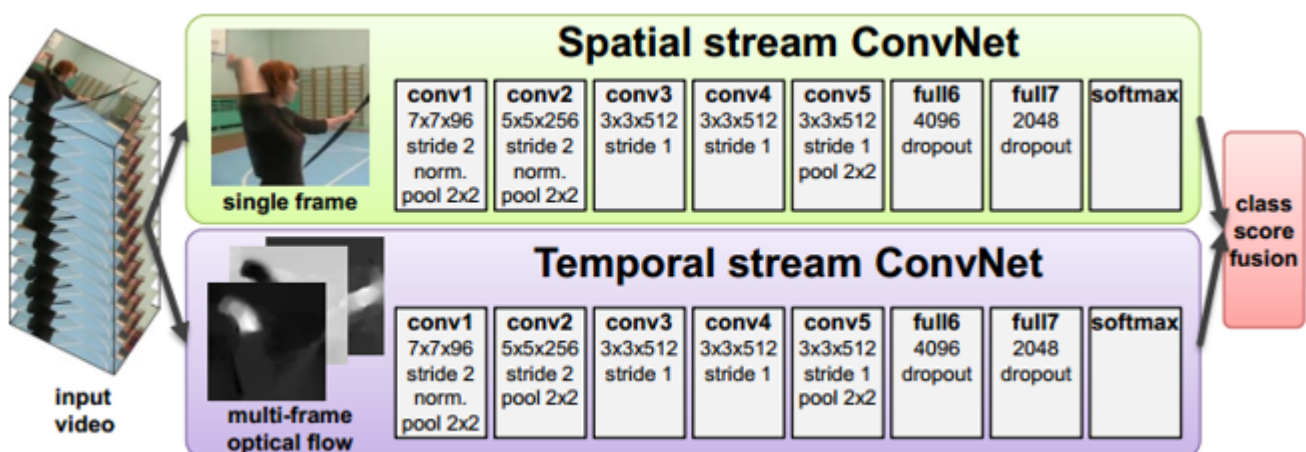 Spatial stream ConvNet
single frame
conv1
7x7x96
stride 2
norm.
pool 2x2
conv2
5x5x256
stride 2
norm.
pool 2x2
conv3
3x3x512
stride 1
conv4
3x3x512
stride 1
conv5
3x3x512
stride 1
pool 2x2
full6
4096
dropout
full7
2048
dropout
softmax
Temporal stream ConvNet
multi-frame
optical flow
conv1
7x7x96
stride 2
norm.
pool 2x2
conv2
5x5x256
stride 2
pool 2x2
conv3
3x3x512
stride 1
conv4
3x3x512
stride 1
conv5
3x3x512
stride 1
pool 2x2
full6
4096
dropout
full7
2048
dropout
softmax
input
video
class
score
fusion